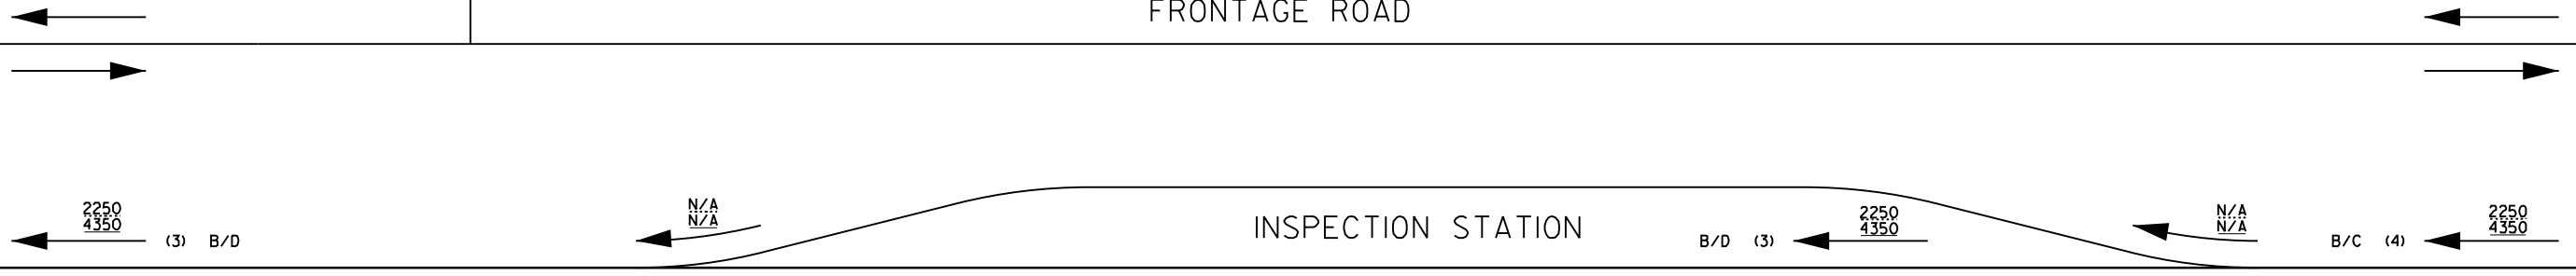 FRONTAGE ROAD
2250
4350
(3) B/D
N/A
N/A
INSPECTION STATION
B/D (3)
2250
4350
N/A
N/A
B/C (4)
2250
4350